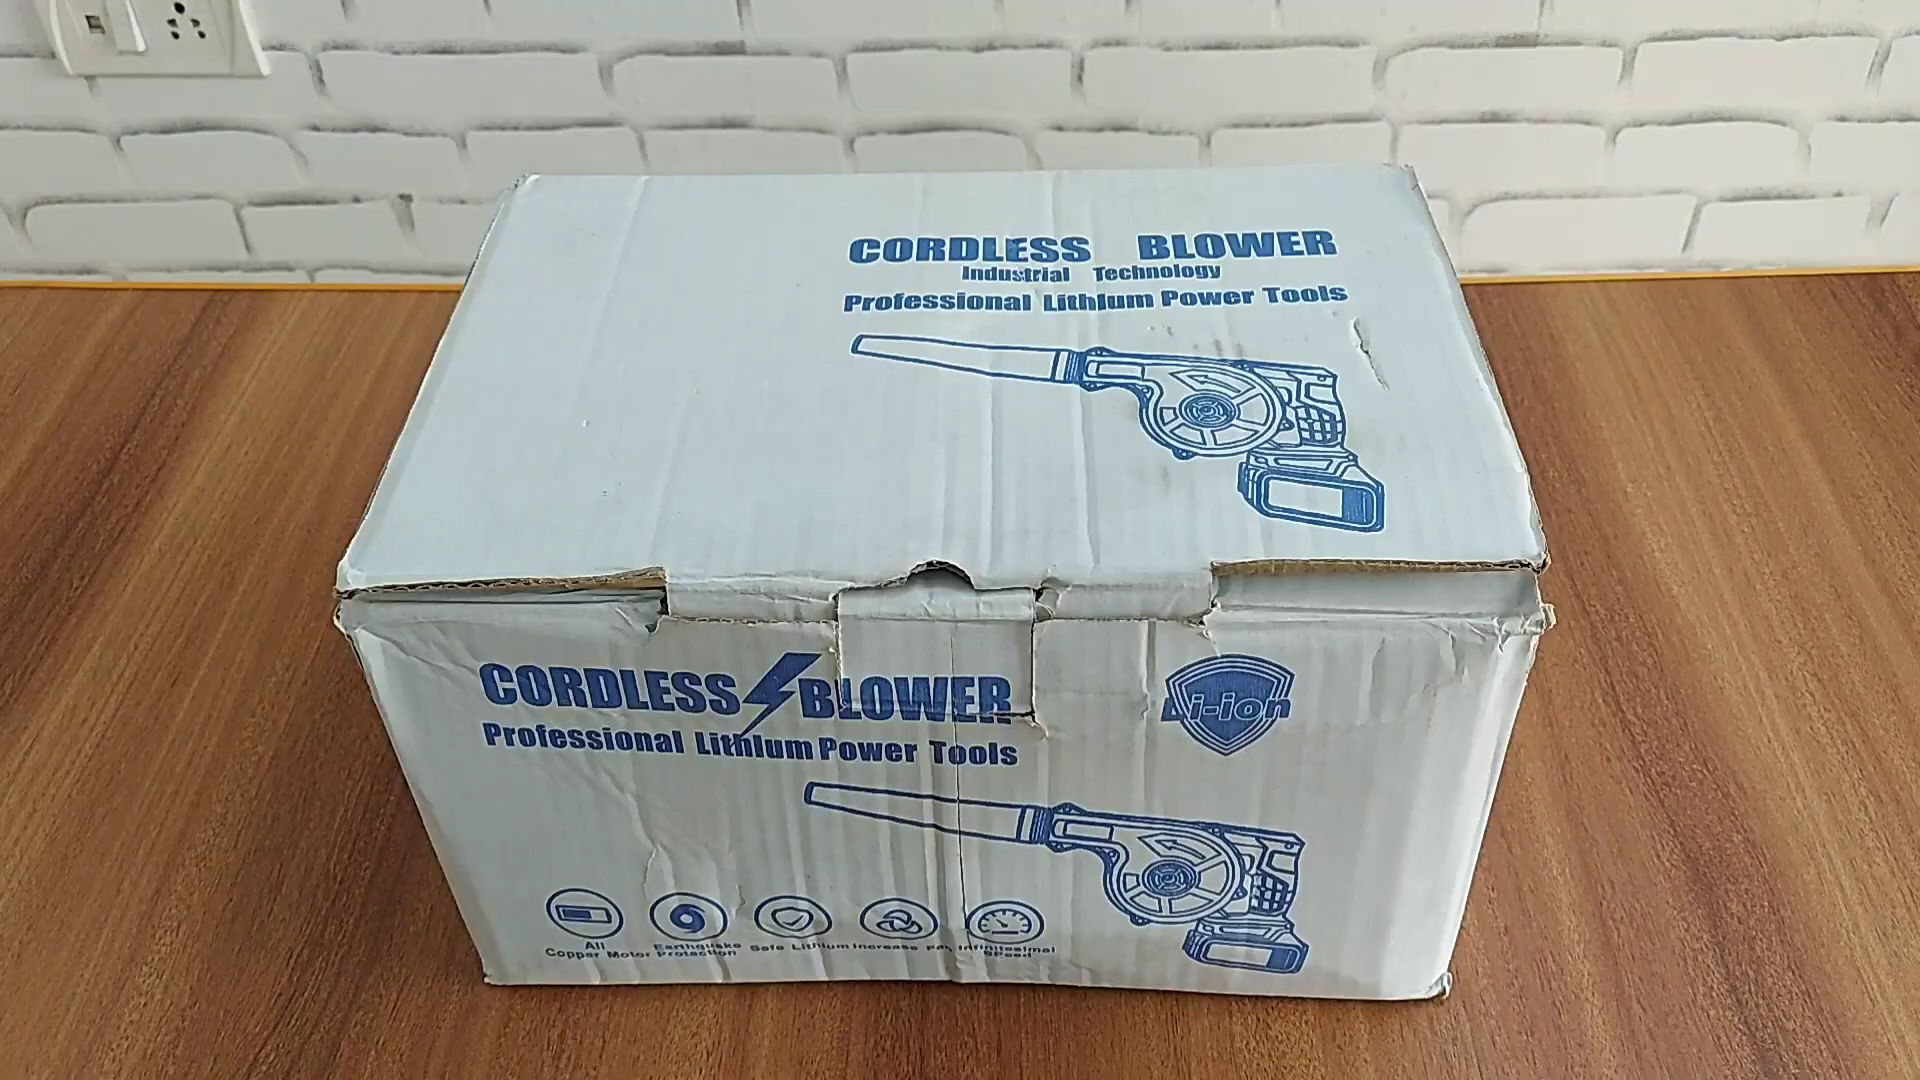 CORDLESS BLOWER
Industrial Technology
Professional Lithium Power Tools
CORDLESS BLOWER
Professional Lithium Power Tools
Li-ion
All
Copper Motor
Earthquake
Protection
Safe Lithium
Increase Fan
Infinitesimal
Speed